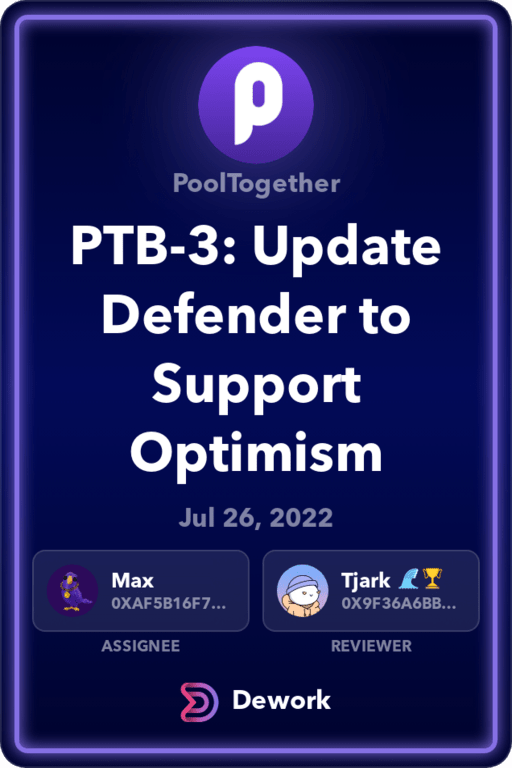 PoolTogether
PTB-3: Update
Defender to
Support
Optimism
Jul 26, 2022
Max
0XAF5B16F7...
ASSIGNEE
Tjark 🌊🏆
0X9F36A6BB...
REVIEWER
Dework